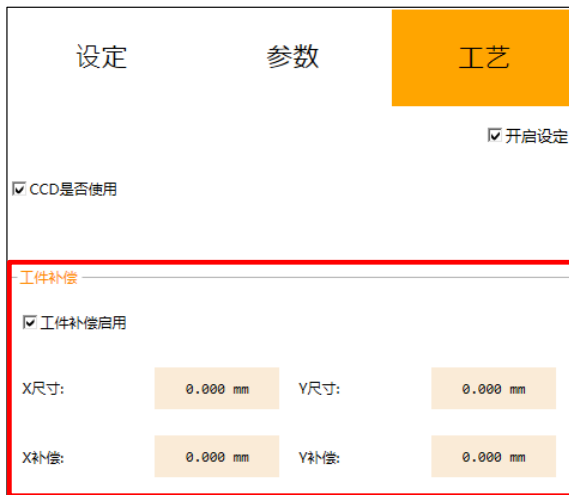 设定 参数 工艺
开启设定
CCD是否使用
工件补偿
工件补偿启用
X尺寸: 0.000 mm Y尺寸: 0.000 mm
X补偿: 0.000 mm Y补偿: 0.000 mm